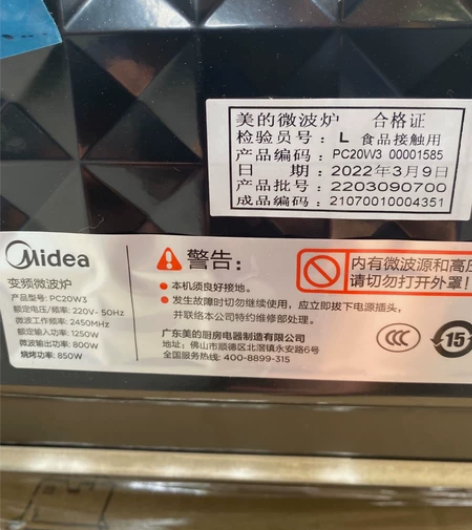 美的微波炉 合格证
检验员号: L 食品接触用
产品编码: PC20W3 00001585
日 期: 2022年3月9日
产品批号: 2203090700
成品编码: 21070010004351
Midea
变频微波炉
产品型号: PC20W3
额定电压/频率: 220V~50Hz
微波工作频率: 2450MHz
额定输入功率: 1250W
微波输出功率: 800W
烧烤功率: 850W
警告:
● 本机须良好接地。
● 发生故障时切勿继续使用，应立即拔下电源插头，
并联络本公司特约维修部处理。
广东美的厨房电器制造有限公司
地址: 佛山市顺德区北滘镇永安路6号
全国服务热线: 400-8899-315
内有微波源和高压
请切勿打开外罩!
CCC
15